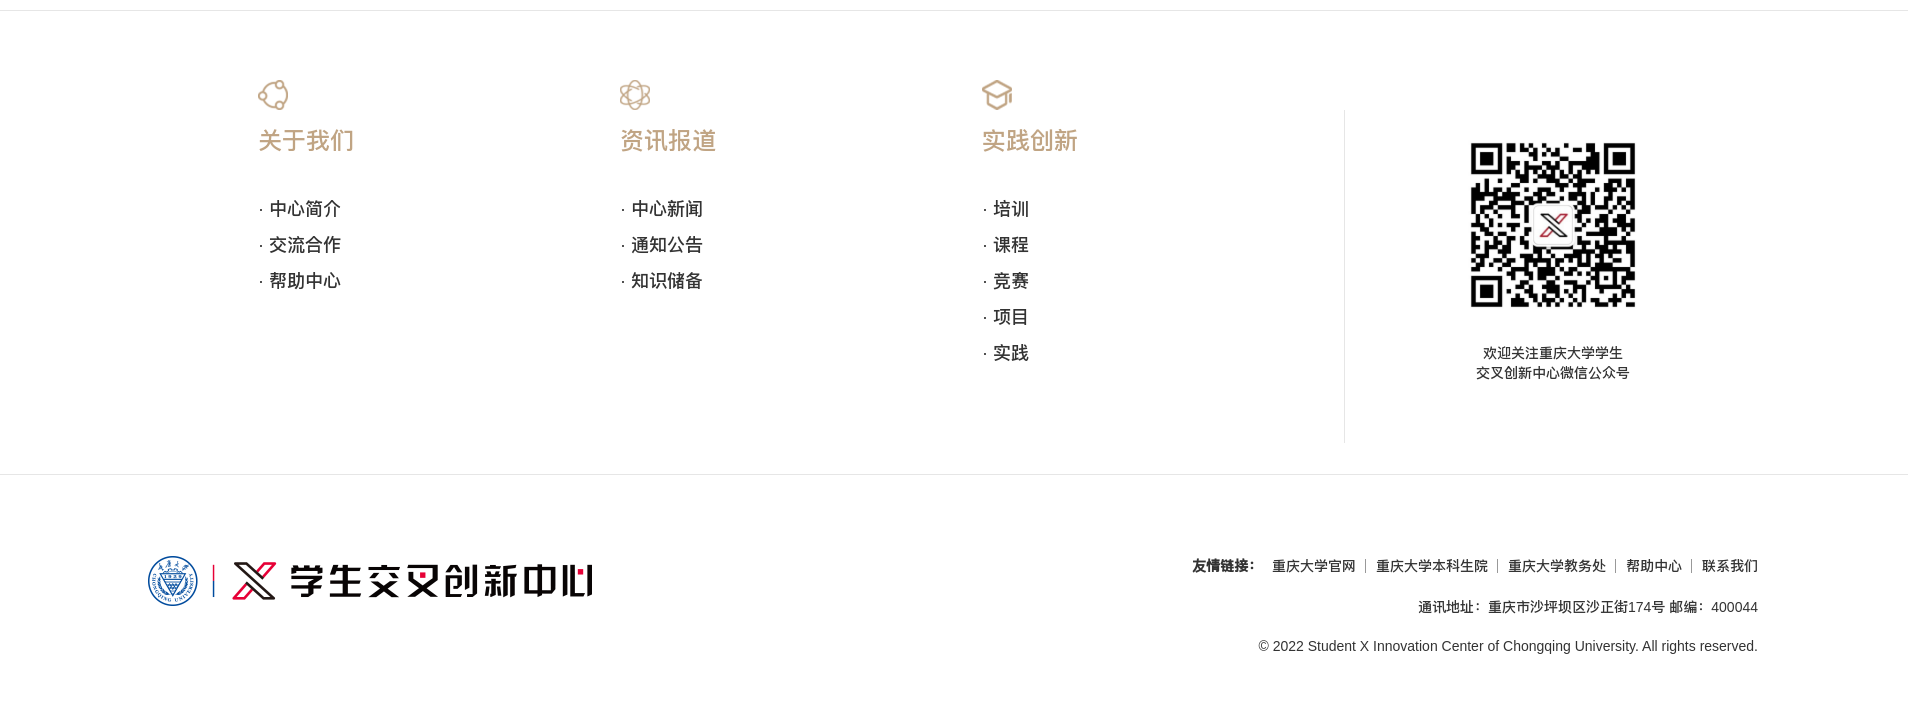 关于我们
· 中心简介
· 交流合作
· 帮助中心
资讯报道
· 中心新闻
· 通知公告
· 知识储备
实践创新
· 培训
· 课程
· 竞赛
· 项目
· 实践
欢迎关注重庆大学学生
交叉创新中心微信公众号
学生交叉创新中心
友情链接： 重庆大学官网 | 重庆大学本科生院 | 重庆大学教务处 | 帮助中心 | 联系我们
通讯地址：重庆市沙坪坝区沙正街174号 邮编：400044
© 2022 Student X Innovation Center of Chongqing University. All rights reserved.